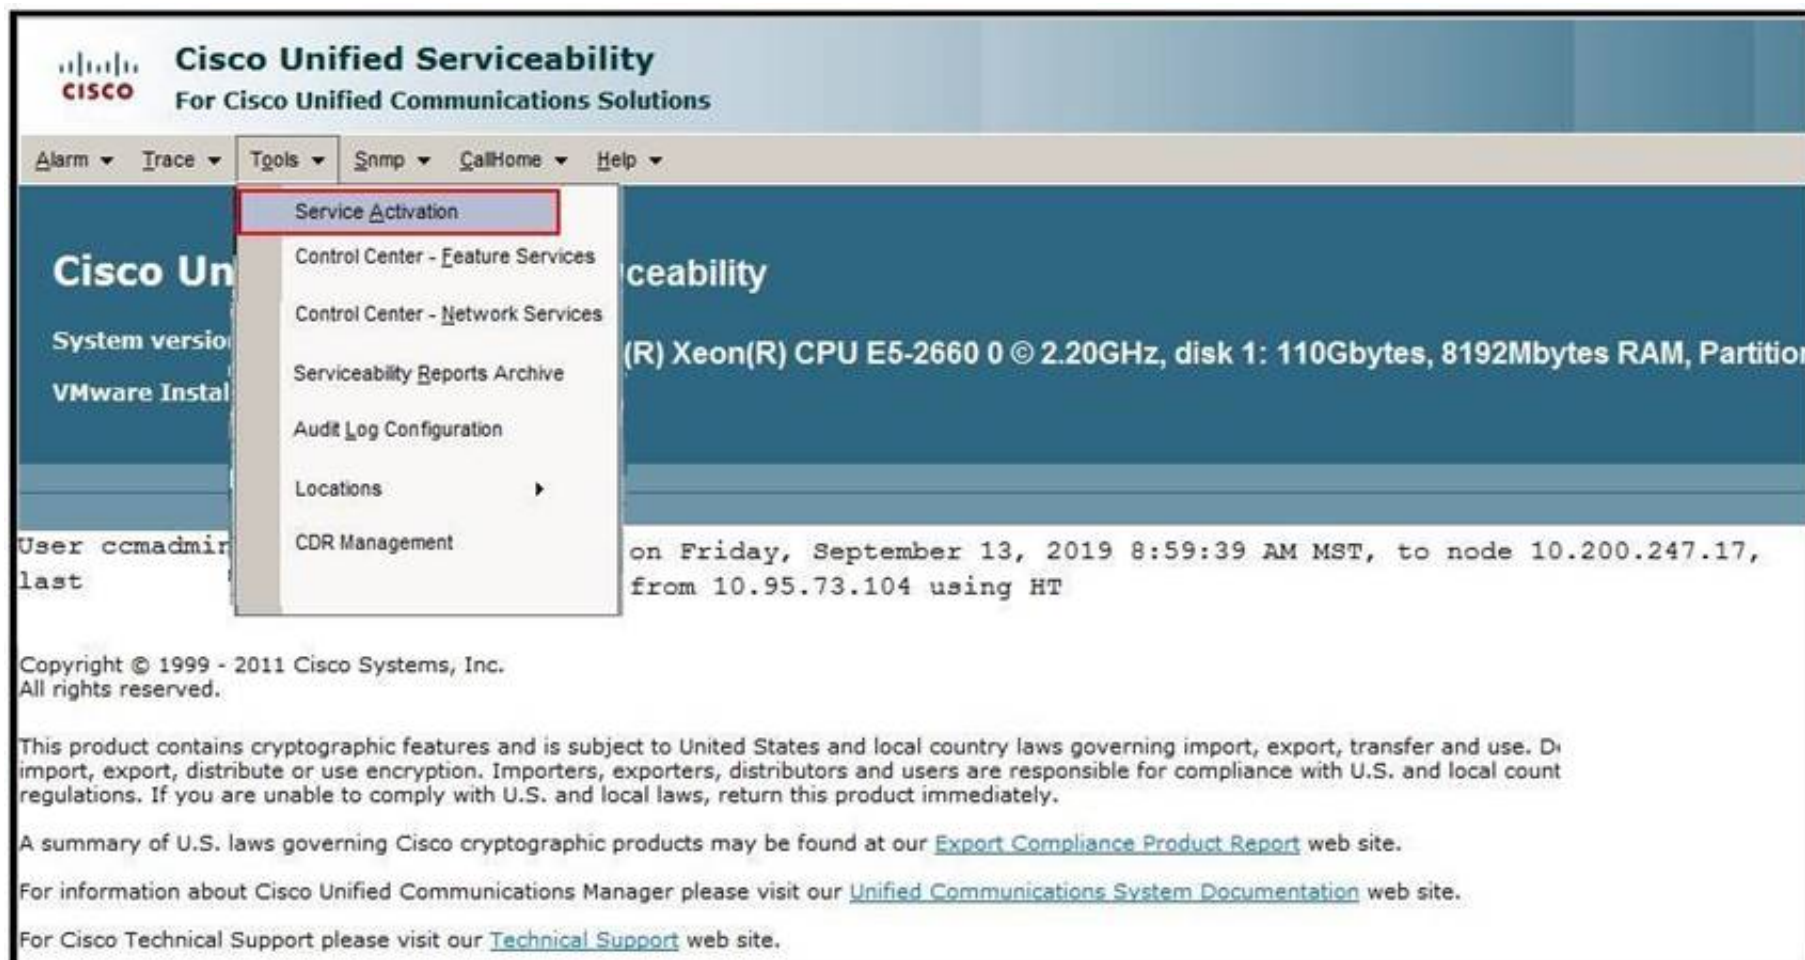 CISCO
Cisco Unified Serviceability
For Cisco Unified Communications Solutions
Alarm Trace Tools Snmp CallHome Help
Service Activation
Control Center - Feature Services
Control Center - Network Services
Serviceability Reports Archive
Audit Log Configuration
Locations
CDR Management
Cisco Un ceability
System versio (R) Xeon(R) CPU E5-2660 0 © 2.20GHz, disk 1: 110Gbytes, 8192Mbytes RAM, Partition
VMware Instal
User ccmadmin on Friday, September 13, 2019 8:59:39 AM MST, to node 10.200.247.17,
last from 10.95.73.104 using HT
Copyright © 1999 - 2011 Cisco Systems, Inc.
All rights reserved.
This product contains cryptographic features and is subject to United States and local country laws governing import, export, transfer and use. D
import, export, distribute or use encryption. Importers, exporters, distributors and users are responsible for compliance with U.S. and local count
regulations. If you are unable to comply with U.S. and local laws, return this product immediately.
A summary of U.S. laws governing Cisco cryptographic products may be found at our Export Compliance Product Report web site.
For information about Cisco Unified Communications Manager please visit our Unified Communications System Documentation web site.
For Cisco Technical Support please visit our Technical Support web site.